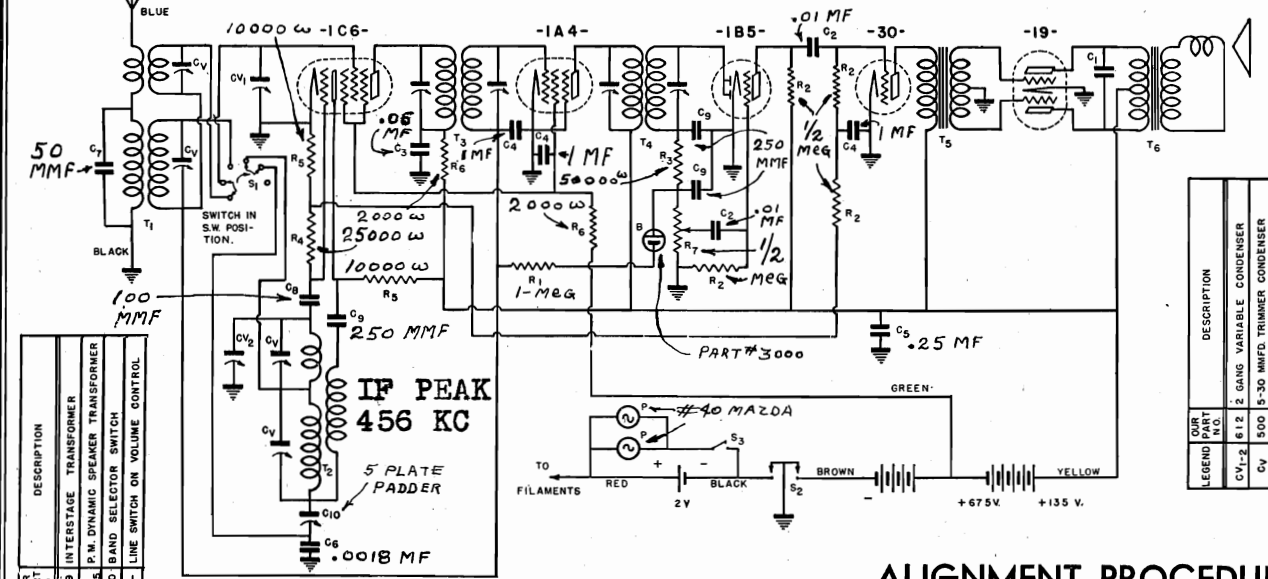 BLUE
10000 ω
-1C6-
-1A4-
-1B5-
.01 MF
C2
-30-
-19-
CV
CV1
C1
50
MMF
C7
CV
T1
S1
SWITCH IN
S.W. POSI-
TION.
BLACK
R5
.06
MF
C3
T3
R6
1 MF
C4
C4
1 MF
50000 ω
T4
C9
R3
C9
250
MMF
R2
1/2
MEG
R2
C4
1 MF
R2
T5
T6
2000 ω
25000 ω
R4
2000 ω
R6
B
C2
.01
MF
R7
1/2
MEG
R2
10000 ω
R5
R1
1-MEG
100
MMF
C8
C9
250 MMF
CV2
CV
CV
C5
.25 MF
PART #3000
GREEN
IF PEAK
456 KC
T2
5 PLATE
PADDER
C10
C6
.0018 MF
P
P
#40 MAZDA
S3
TO
FILAMENTS
RED
+
-
2V
BLACK
S2
BROWN
-
+675V.
+135 V.
YELLOW
DESCRIPTION
INTERSTAGE TRANSFORMER
P.M. DYNAMIC SPEAKER TRANSFORMER
BAND SELECTOR SWITCH
LINE SWITCH ON VOLUME CONTROL
LEGEND
OUR
PART
NO.
DESCRIPTION
CV1-2
612
2 GANG VARIABLE CONDENSER
CV
500
5-30 MMFD. TRIMMER CONDENSER
ALIGNMENT PROCEDU